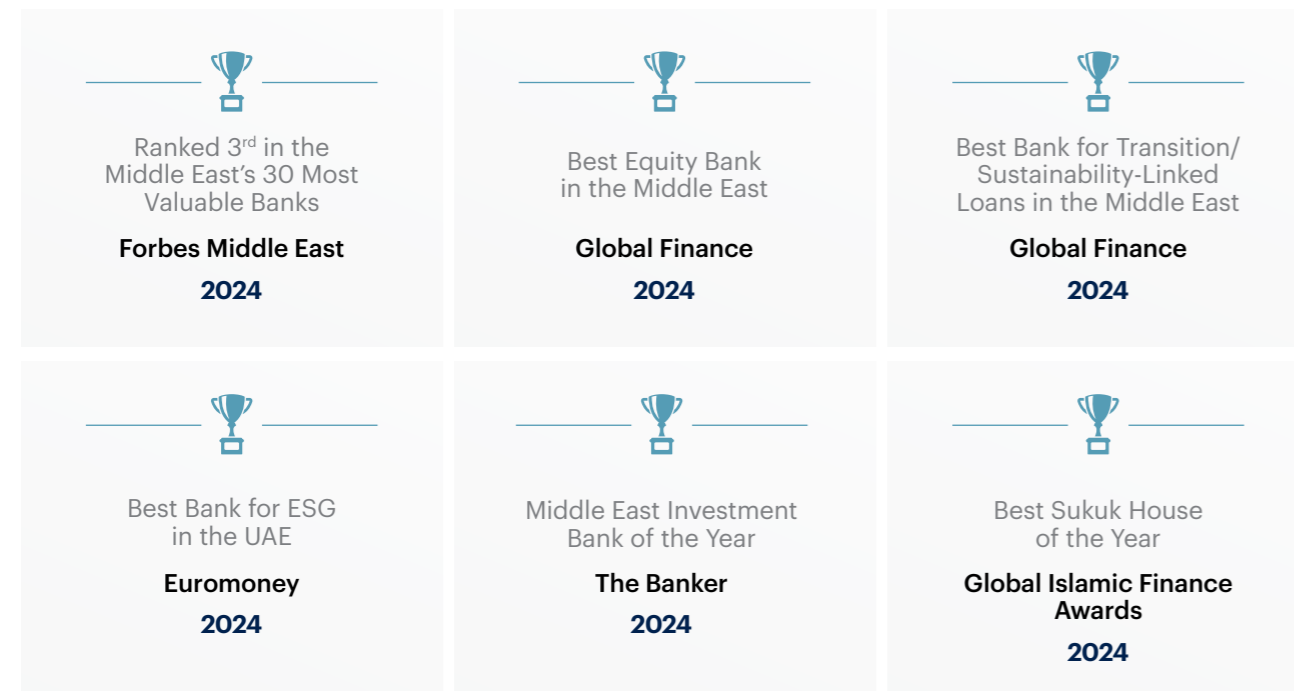 Ranked 3rd in the
Middle East’s 30 Most
Valuable Banks
Forbes Middle East
2024
Best Equity Bank
in the Middle East
Global Finance
2024
Best Bank for Transition/
Sustainability-Linked
Loans in the Middle East
Global Finance
2024
Best Bank for ESG
in the UAE
Euromoney
2024
Middle East Investment
Bank of the Year
The Banker
2024
Best Sukuk House
of the Year
Global Islamic Finance
Awards
2024